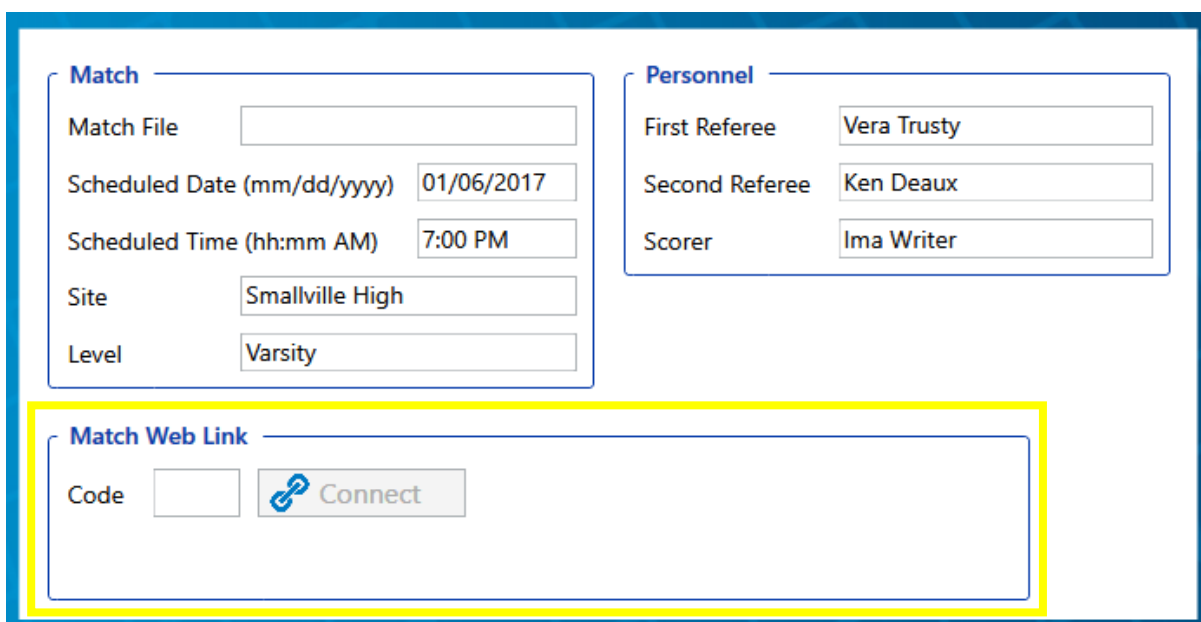 Match
Match File
Scheduled Date (mm/dd/yyyy) 01/06/2017
Scheduled Time (hh:mm AM) 7:00 PM
Site Smallville High
Level Varsity
Personnel
First Referee Vera Trusty
Second Referee Ken Deaux
Scorer Ima Writer
Match Web Link
Code Connect